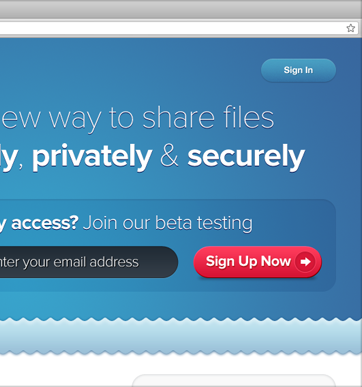 Sign In
ew way to share files
ly, privately & securely
y access? Join our beta testing
nter your email address
Sign Up Now